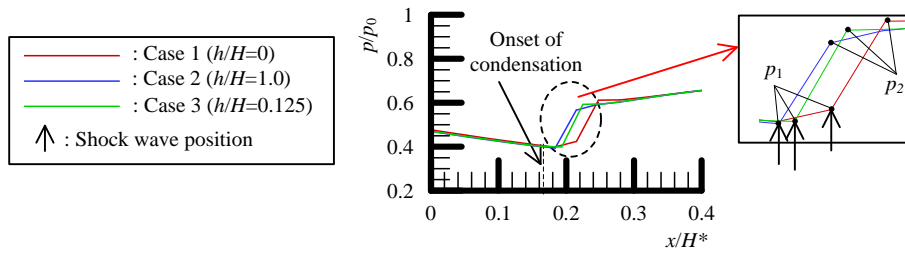 : Case 1 (h/H=0)
: Case 2 (h/H=1.0)
: Case 3 (h/H=0.125)
: Shock wave position
p/p0
1
0.8
0.6
0.4
0.2
0
0.1
0.2
0.3
0.4
x/H*
Onset of
condensation
p1
p2